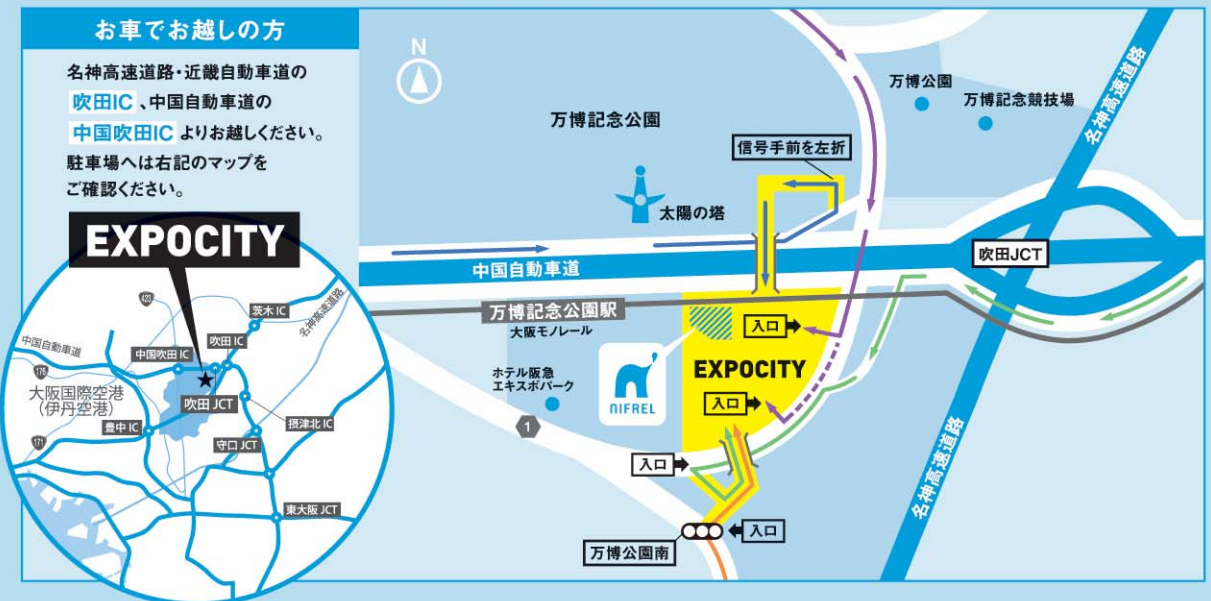 お車でお越しの方
名神高速道路・近畿自動車道の
吹田IC、中国自動車道の
中国吹田ICよりお越しください。
駐車場へは右記のマップを
ご確認ください。
EXPOCITY
423
茨木IC
名神高速道路
中国自動車道
中国吹田IC
吹田IC
176
大阪国際空港
(伊丹空港)
吹田JCT
豊中IC
摂津北IC
171
守口JCT
東大阪JCT
N
万博記念公園
太陽の塔
信号手前を左折
万博公園
万博記念競技場
名神高速道路
中国自動車道
吹田JCT
万博記念公園駅
大阪モノレール
入口
ホテル阪急
エキスポパーク
NIFREL
EXPOCITY
入口
1
入口
入口
万博公園南
名神高速道路